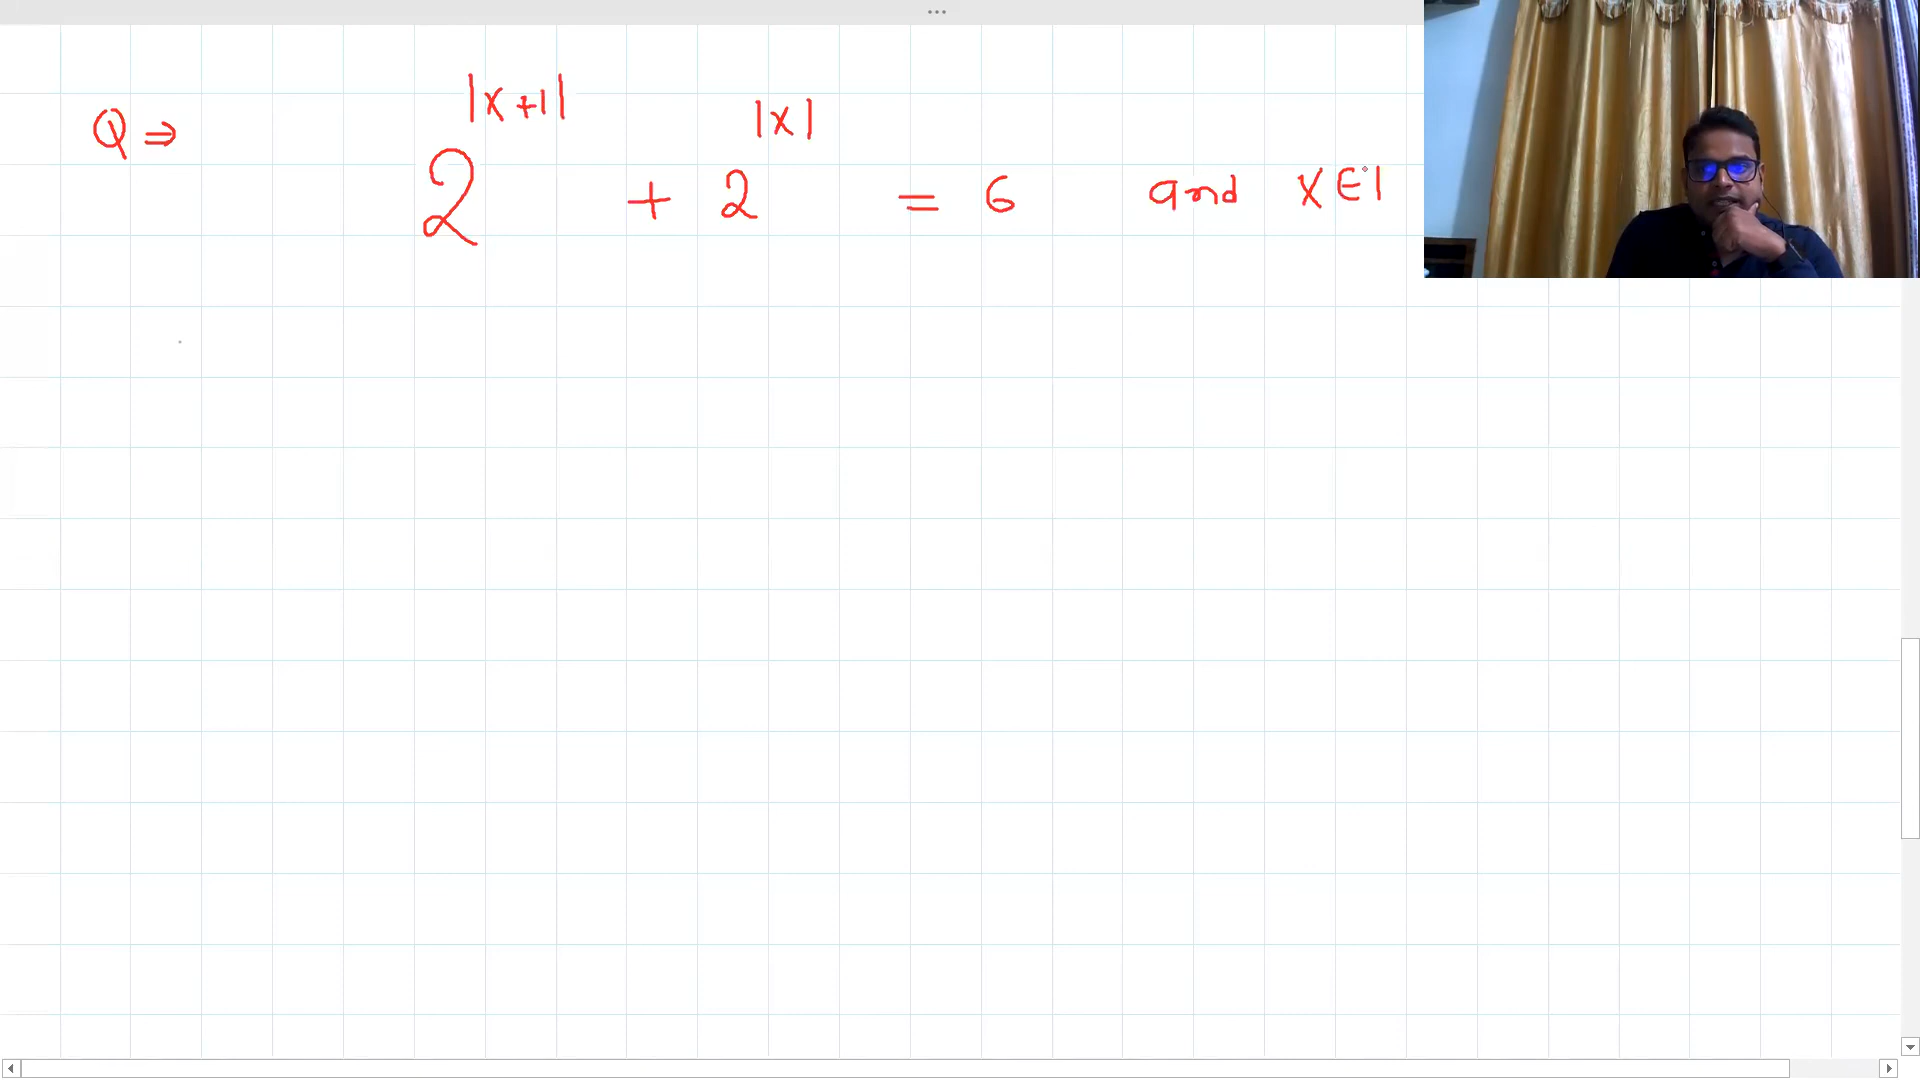 Q ⇒ 2^|x+1| + 2^|x| = 6 and x ∈ I